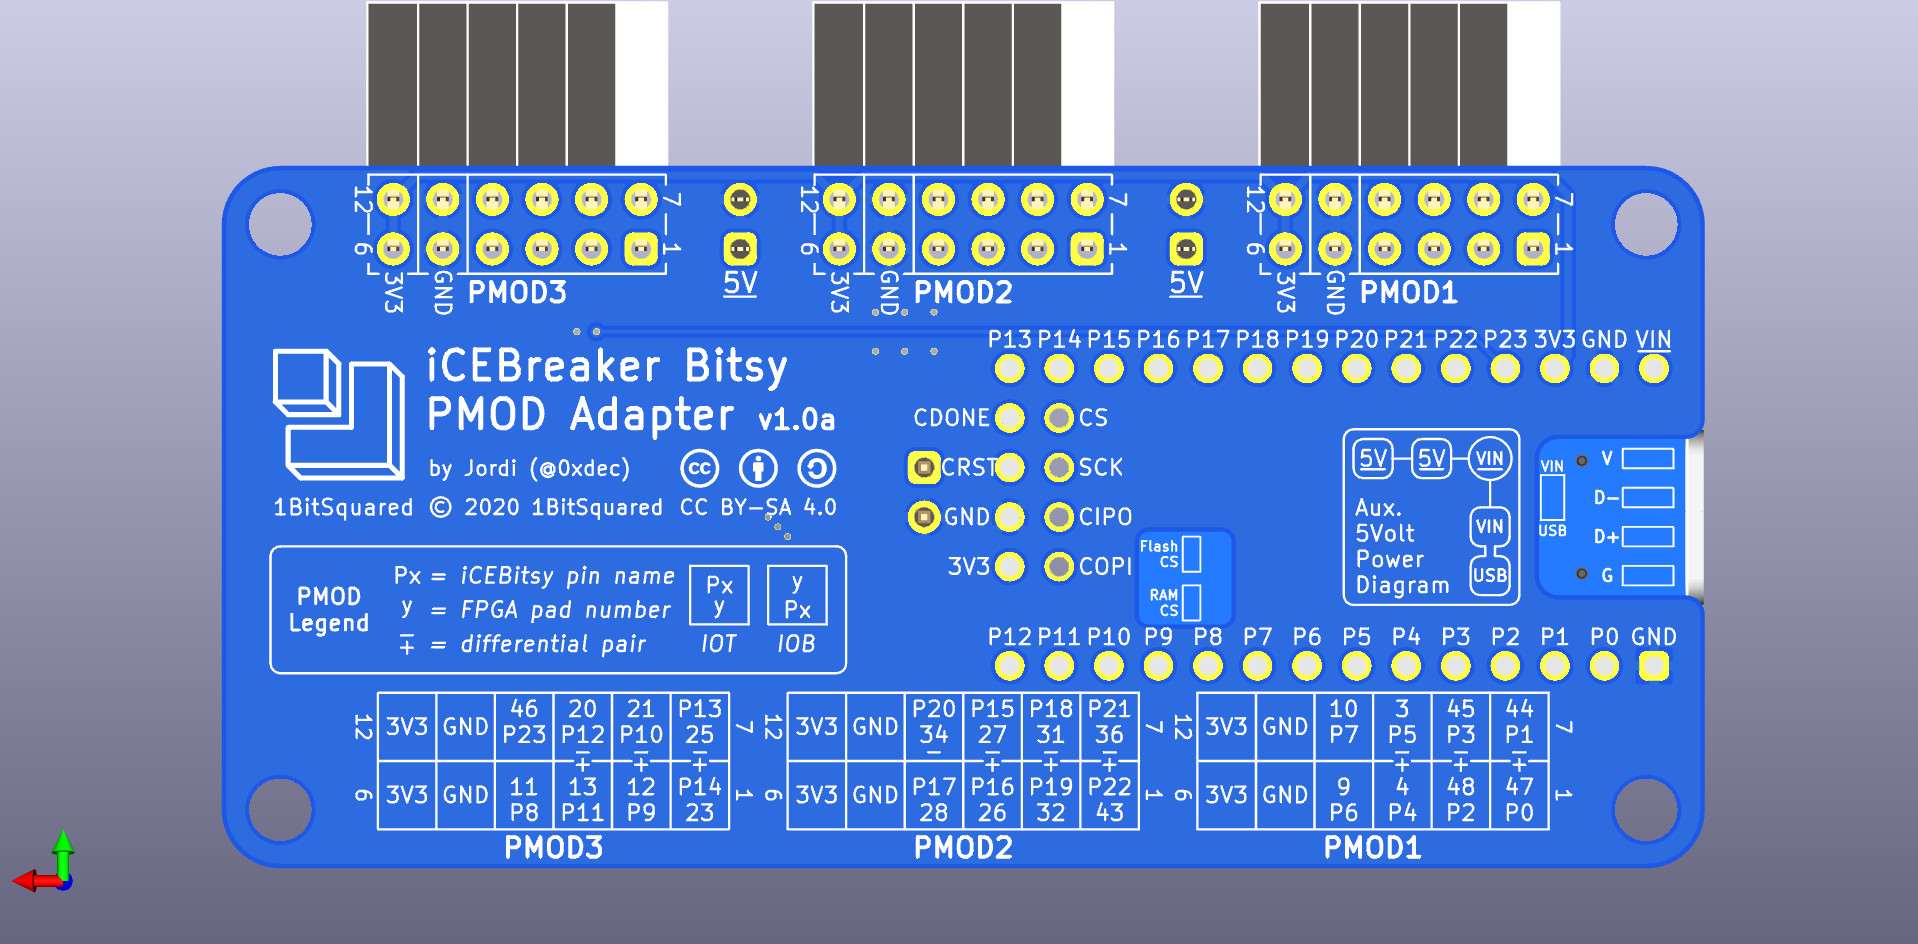 12 7 12 7 12 7
6 1 6 1 6 1
3V3 GND PMOD3 5V 3V3 GND PMOD2 5V 3V3 GND PMOD1
P13 P14 P15 P16 P17 P18 P19 P20 P21 P22 P23 3V3 GND VIN
iCEBreaker Bitsy
PMOD Adapter v1.0a
by Jordi (@0xdec) cc
1BitSquared © 2020 1BitSquared CC BY-SA 4.0
CDONE CS
CRST SCK
GND CIPO
3V3 COPI
Flash
CS
RAM
CS
5V 5V VIN
VIN
USB
Aux.
5Volt
Power
Diagram
VIN
USB
V
D-
D+
G
PMOD
Legend
Px = iCEBitsy pin name
y = FPGA pad number
∓ = differential pair
Px
y
IOT
y
Px
IOB
P12 P11 P10 P9 P8 P7 P6 P5 P4 P3 P2 P1 P0 GND
46 20 21 P13
12 3V3 GND P23 P12 P10 25 7
− + − + − +
11 13 12 P14
6 3V3 GND P8 P11 P9 23 1
PMOD3
P20 P15 P18 P21
12 3V3 GND 34 27 31 36 7
− − + − + − +
P17 P16 P19 P22
6 3V3 GND 28 26 32 43 1
PMOD2
10 3 45 44
12 3V3 GND P7 P5 P3 P1 7
− + − + − +
9 4 48 47
6 3V3 GND P6 P4 P2 P0 1
PMOD1